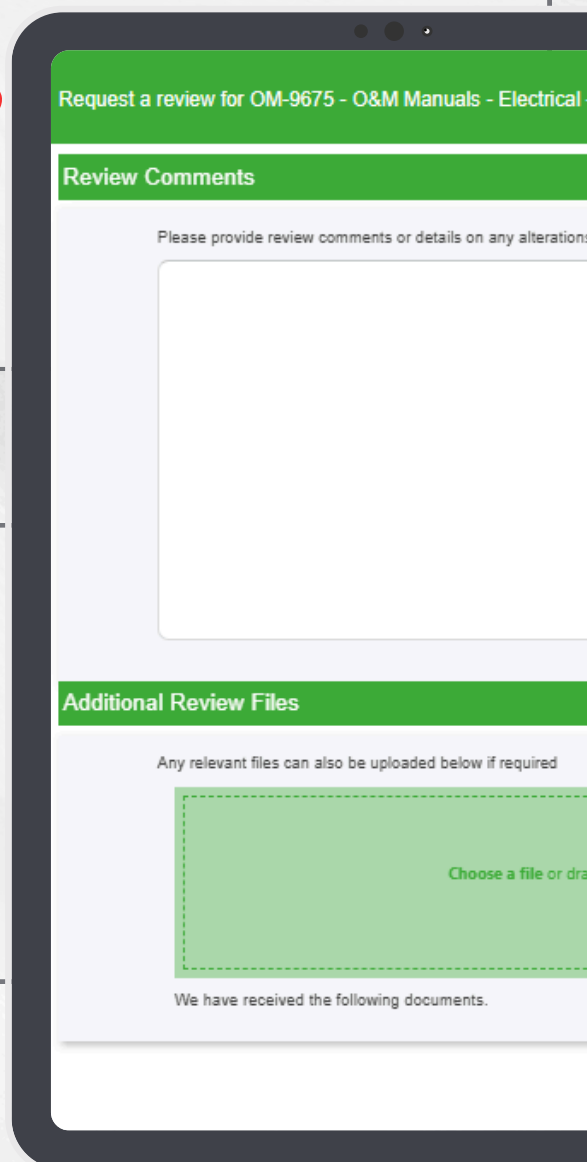 Request a review for OM-9675 - O&M Manuals - Electrical -
Review Comments
Please provide review comments or details on any alterations
Additional Review Files
Any relevant files can also be uploaded below if required
Choose a file or dra
We have received the following documents.